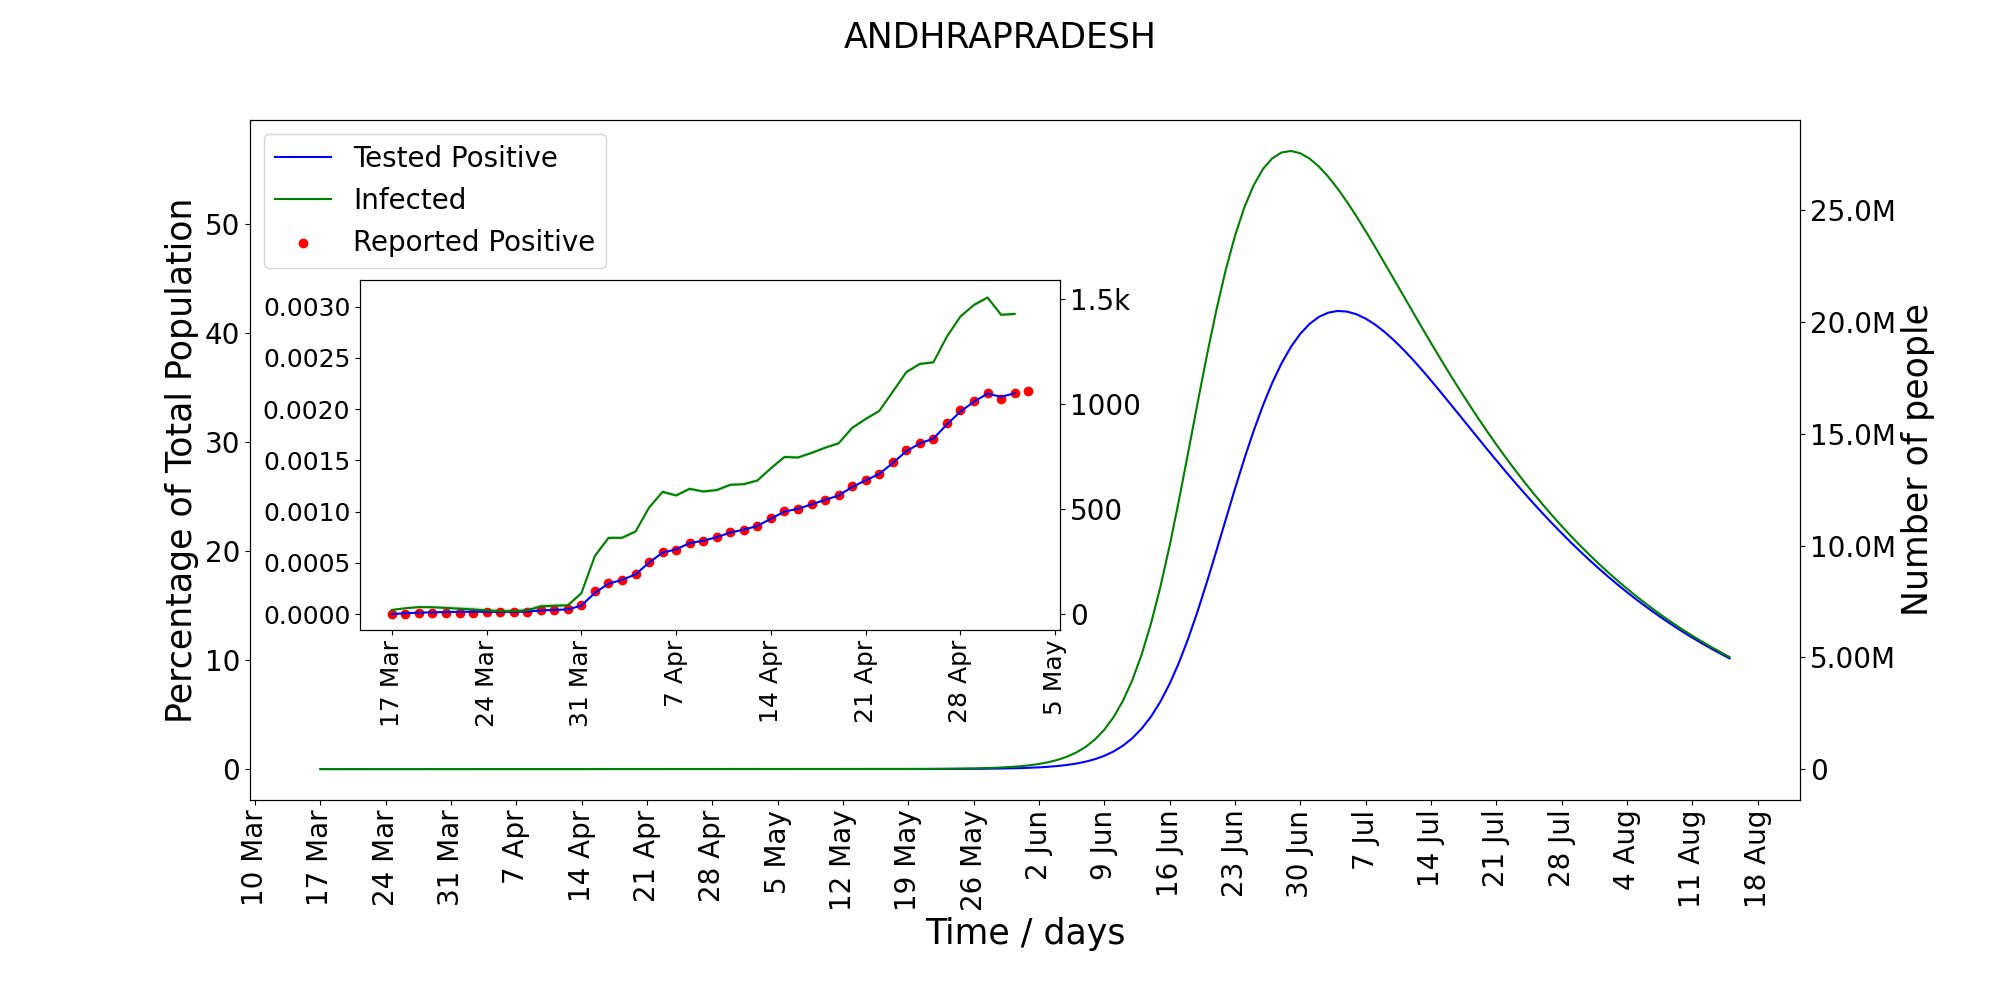 ANDHRAPRADESH
Tested Positive
Infected
Reported Positive
Percentage of Total Population
50
40
30
20
10
0
25.0M
20.0M
15.0M
10.0M
5.00M
0
Number of people
0.0030
0.0025
0.0020
0.0015
0.0010
0.0005
0.0000
1.5k
1000
500
0
17 Mar
24 Mar
31 Mar
7 Apr
14 Apr
21 Apr
28 Apr
5 May
10 Mar
17 Mar
24 Mar
31 Mar
7 Apr
14 Apr
21 Apr
28 Apr
5 May
12 May
19 May
26 May
2 Jun
9 Jun
16 Jun
23 Jun
30 Jun
7 Jul
14 Jul
21 Jul
28 Jul
4 Aug
11 Aug
18 Aug
Time / days